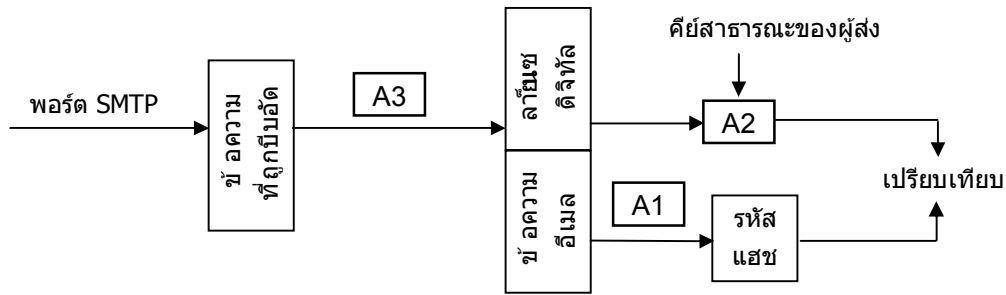 พอร์ต SMTP
ข้อความ
ที่ถูกบีบอัด
A3
ลายเซ็น
ดิจิทัล
ข้อความ
อีเมล
คีย์สาธารณะของผู้ส่ง
A2
A1
รหัส
แฮช
เปรียบเทียบ